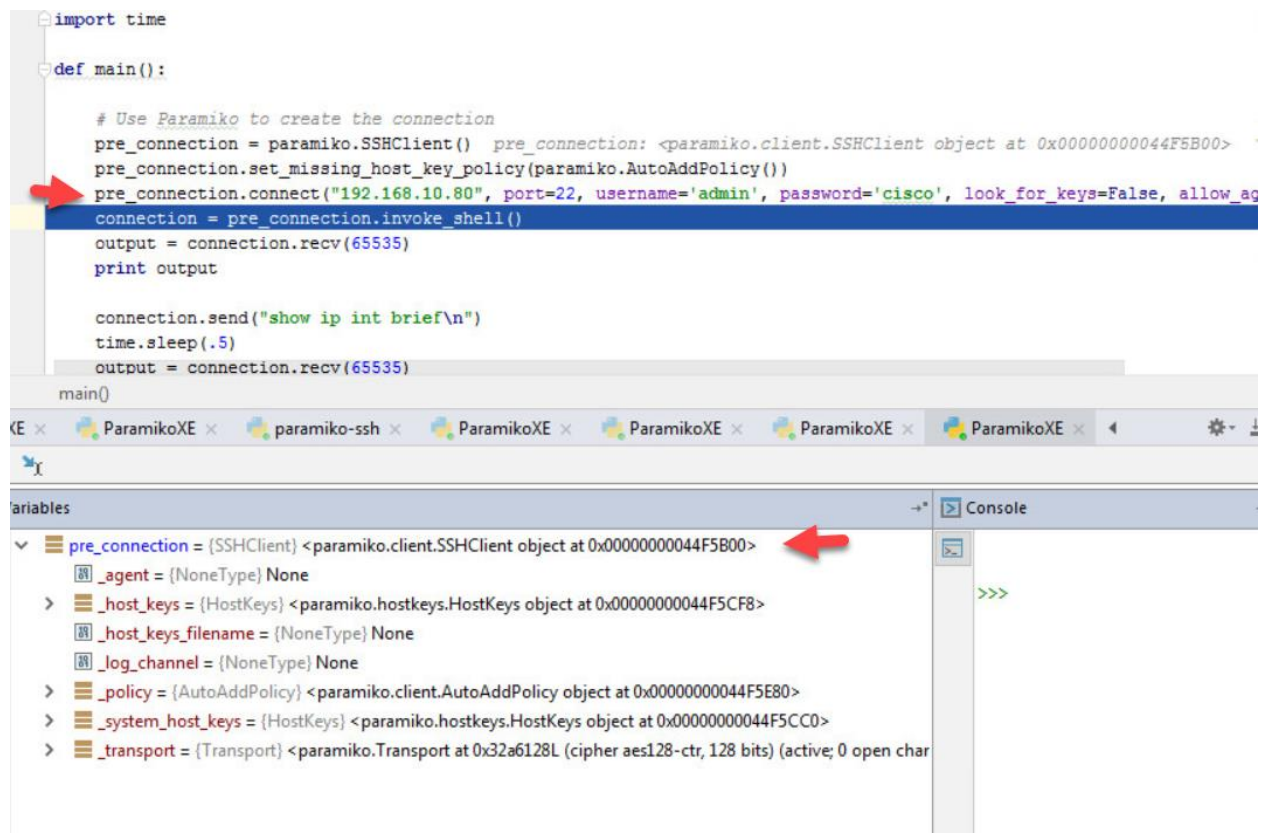 import time
def main():
# Use Paramiko to create the connection
pre_connection = paramiko.SSHClient() pre_connection: <paramiko.client.SSHClient object at 0x00000000044F5B00>
pre_connection.set_missing_host_key_policy(paramiko.AutoAddPolicy())
pre_connection.connect("192.168.10.80", port=22, username='admin', password='cisco', look_for_keys=False, allow_ag
connection = pre_connection.invoke_shell()
output = connection.recv(65535)
print output
connection.send("show ip int brief\n")
time.sleep(.5)
output = connection.recv(65535)
main()
XE ParamikoXE paramiko-ssh ParamikoXE ParamikoXE ParamikoXE ParamikoXE
ariables Console
pre_connection = {SSHClient} <paramiko.client.SSHClient object at 0x00000000044F5B00>
_agent = {NoneType} None
>>>
_host_keys = {HostKeys} <paramiko.hostkeys.HostKeys object at 0x00000000044F5CF8>
_host_keys_filename = {NoneType} None
_log_channel = {NoneType} None
_policy = {AutoAddPolicy} <paramiko.client.AutoAddPolicy object at 0x00000000044F5E80>
_system_host_keys = {HostKeys} <paramiko.hostkeys.HostKeys object at 0x00000000044F5CC0>
_transport = {Transport} <paramiko.Transport at 0x32a6128L (cipher aes128-ctr, 128 bits) (active; 0 open char